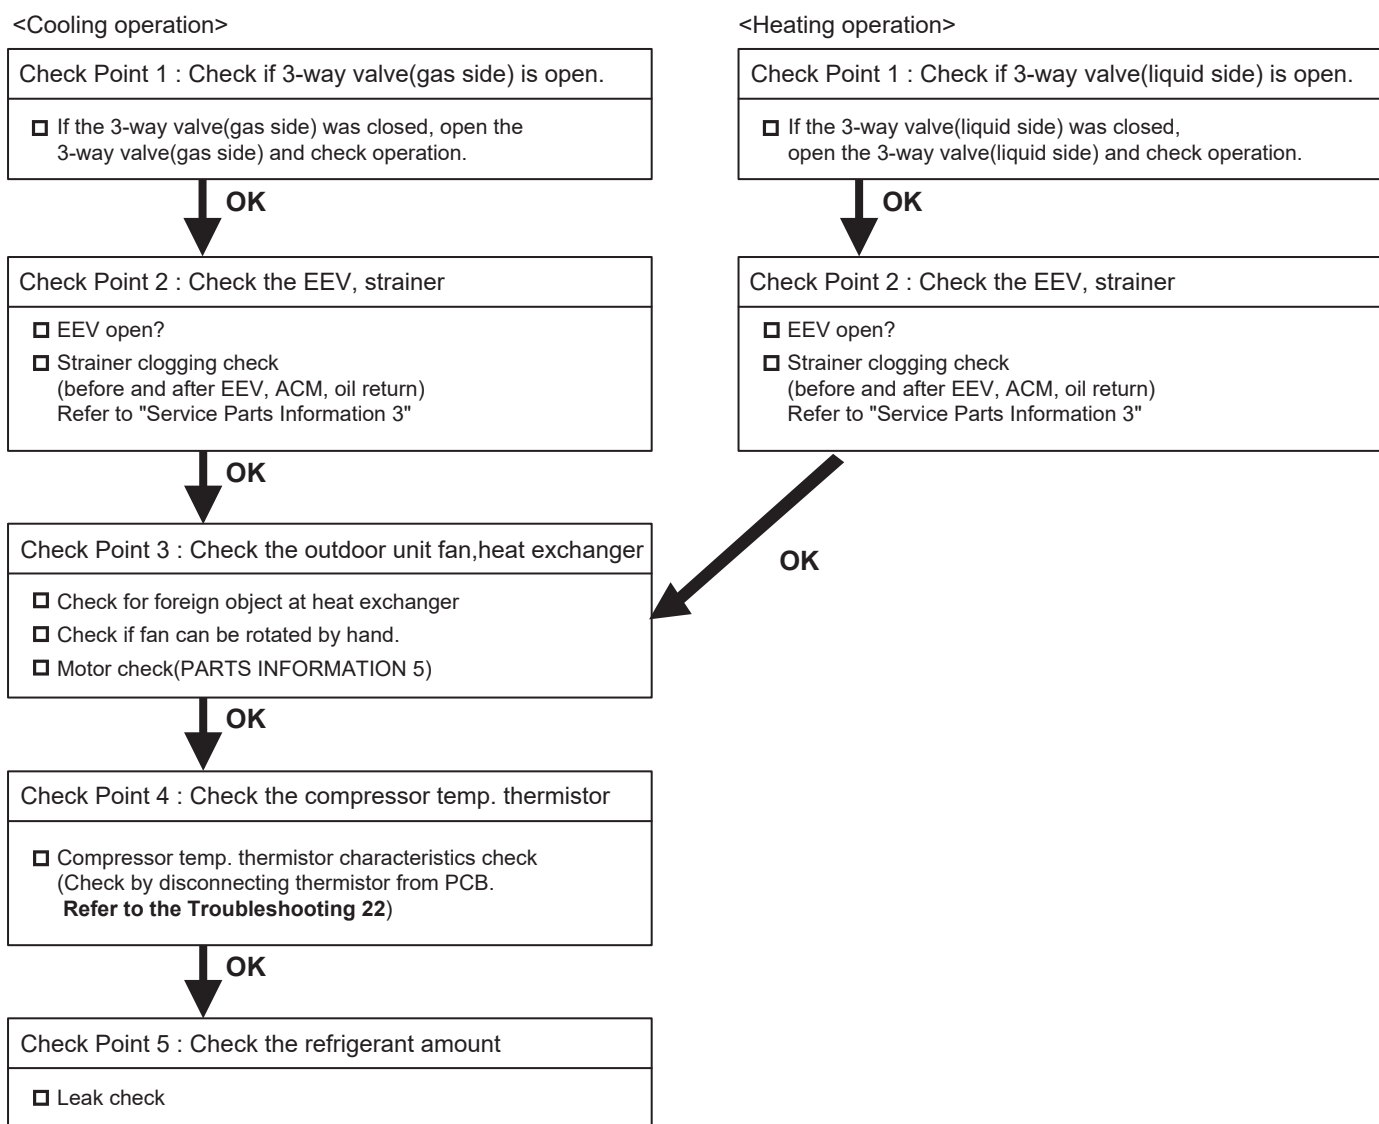 <Cooling operation>
Check Point 1 : Check if 3-way valve(gas side) is open.
If the 3-way valve(gas side) was closed, open the
3-way valve(gas side) and check operation.
OK
Check Point 2 : Check the EEV, strainer
EEV open?
Strainer clogging check
(before and after EEV, ACM, oil return)
Refer to "Service Parts Information 3"
OK
<Heating operation>
Check Point 1 : Check if 3-way valve(liquid side) is open.
If the 3-way valve(liquid side) was closed,
open the 3-way valve(liquid side) and check operation.
OK
Check Point 2 : Check the EEV, strainer
EEV open?
Strainer clogging check
(before and after EEV, ACM, oil return)
Refer to "Service Parts Information 3"
OK
Check Point 3 : Check the outdoor unit fan,heat exchanger
Check for foreign object at heat exchanger
Check if fan can be rotated by hand.
Motor check(PARTS INFORMATION 5)
OK
Check Point 4 : Check the compressor temp. thermistor
Compressor temp. thermistor characteristics check
(Check by disconnecting thermistor from PCB.
Refer to the Troubleshooting 22)
OK
Check Point 5 : Check the refrigerant amount
Leak check